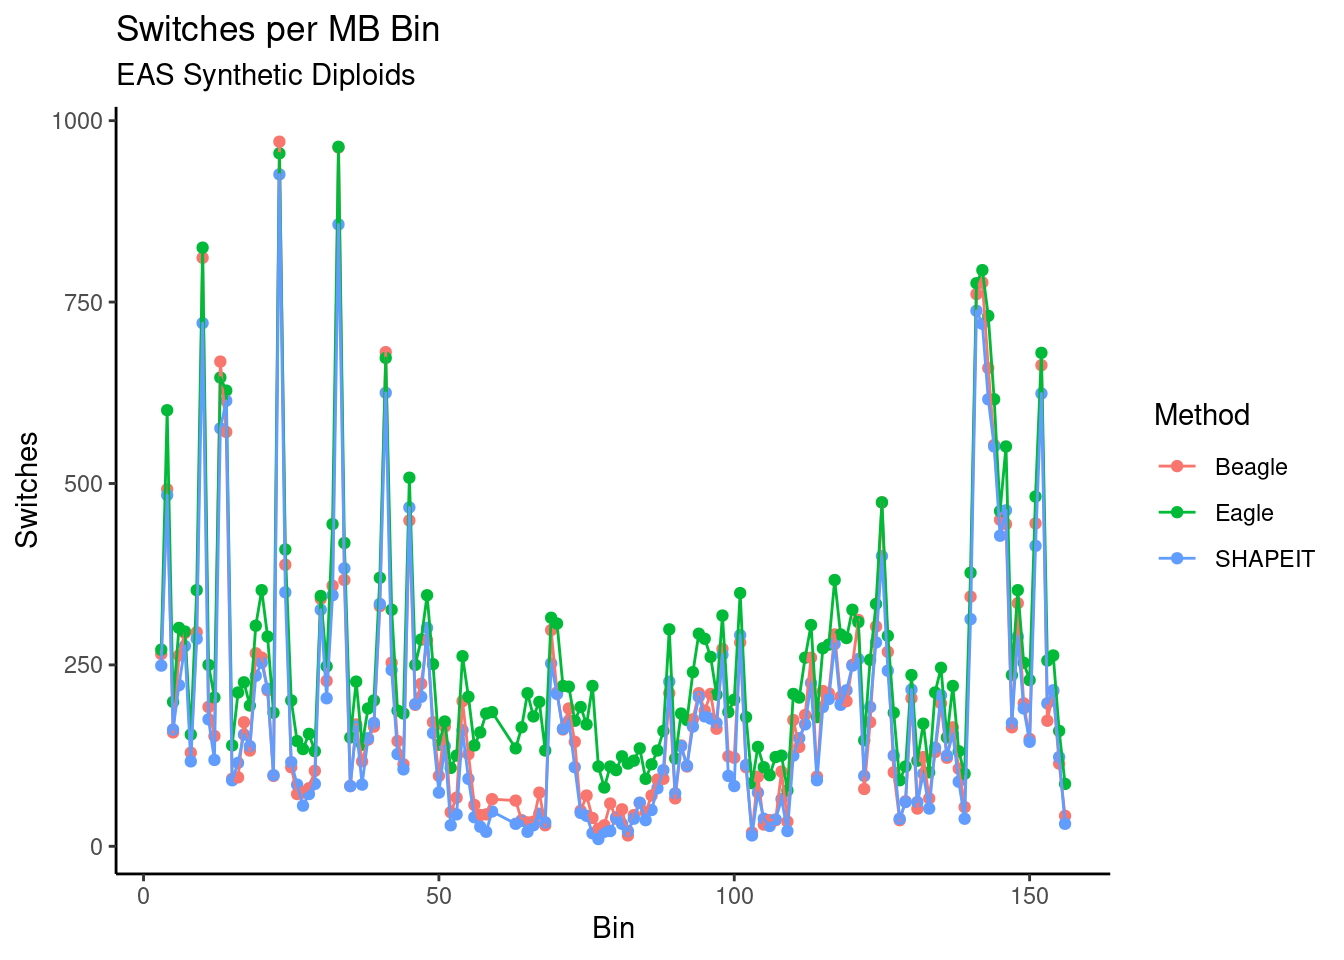 Switches per MB Bin
EAS Synthetic Diploids
1000
750
500
250
0
Switches
0 50 100 150
Bin
Method
Beagle
Eagle
SHAPEIT